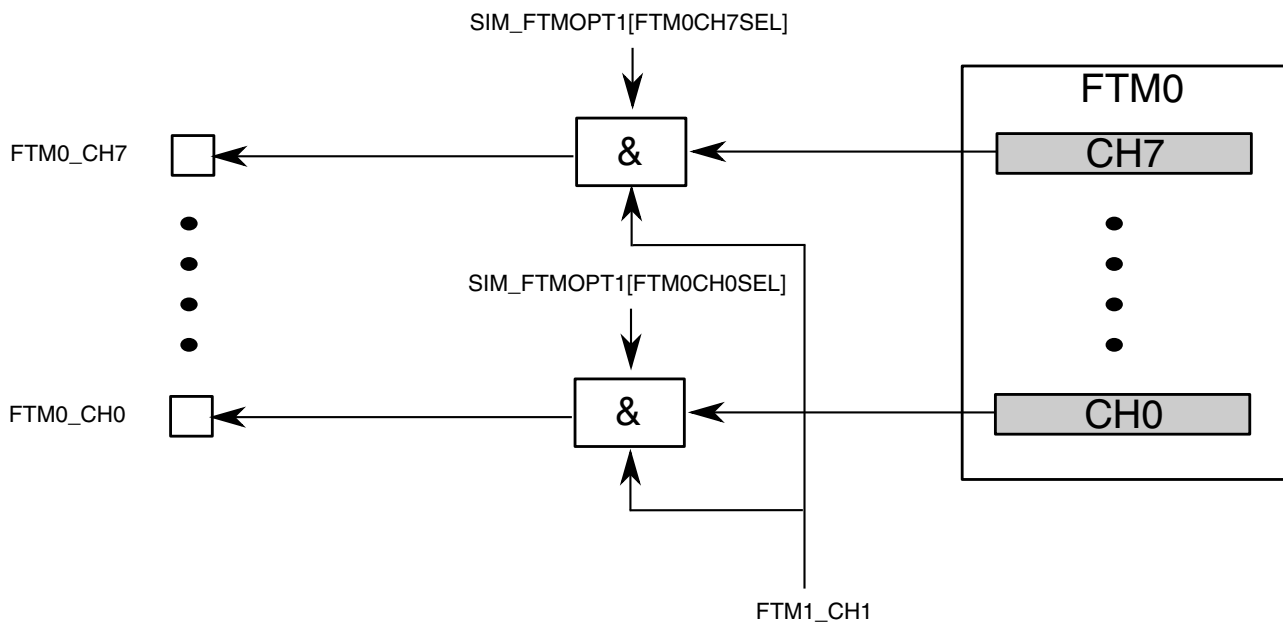 SIM_FTMOPT1[FTM0CH7SEL]
FTM0
FTM0_CH7
&
CH7
SIM_FTMOPT1[FTM0CH0SEL]
FTM0_CH0
&
CH0
FTM1_CH1